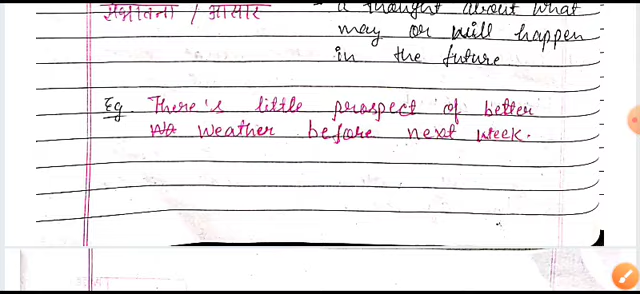 संभावना / आसार
- a thought about what
may or will happen
in the future
Eg. There's little prospect of better
weather before next week.